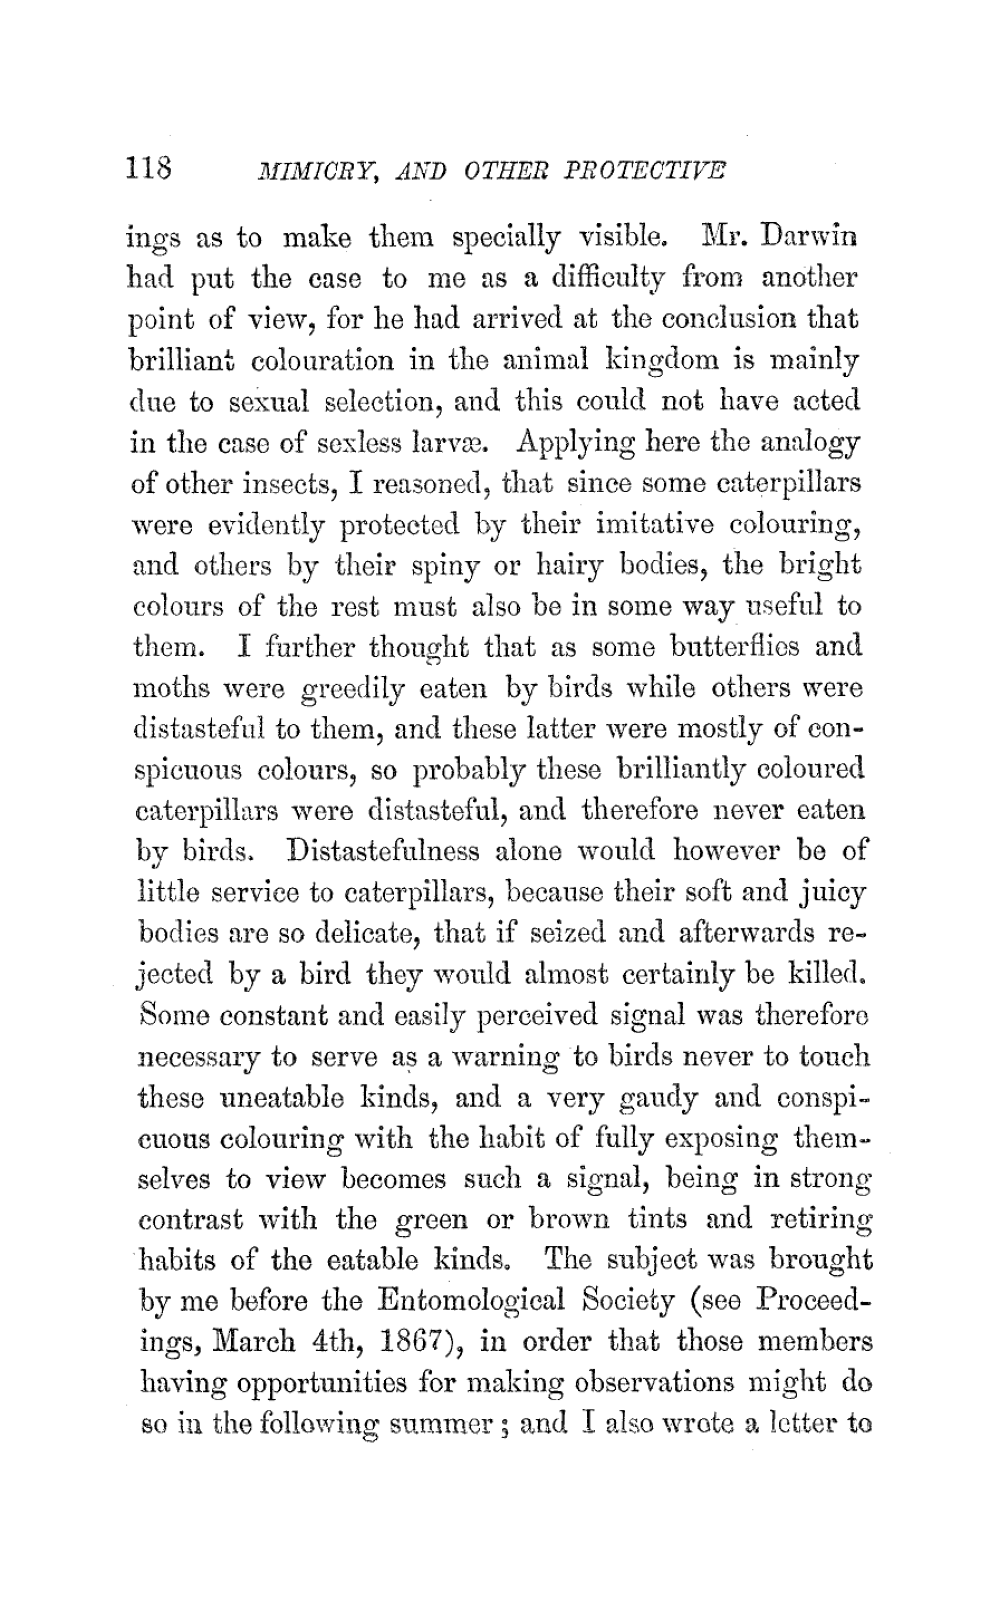 118 MIMICRY, AND OTHER PROTECTIVE
ings as to make them specially visible. Mr. Darwin
had put the case to me as a difficulty from another
point of view, for he had arrived at the conclusion that
brilliant colouration in the animal kingdom is mainly
due to sexual selection, and this could not have acted
in the case of sexless larvæ. Applying here the analogy
of other insects, I reasoned, that since some caterpillars
were evidently protected by their imitative colouring,
and others by their spiny or hairy bodies, the bright
colours of the rest must also be in some way useful to
them. I further thought that as some butterflies and
moths were greedily eaten by birds while others were
distasteful to them, and these latter were mostly of con-
spicuous colours, so probably these brilliantly coloured
caterpillars were distasteful, and therefore never eaten
by birds. Distastefulness alone would however be of
little service to caterpillars, because their soft and juicy
bodies are so delicate, that if seized and afterwards re-
jected by a bird they would almost certainly be killed.
Some constant and easily perceived signal was therefore
necessary to serve as a warning to birds never to touch
these uneatable kinds, and a very gaudy and conspi-
cuous colouring with the habit of fully exposing them-
selves to view becomes such a signal, being in strong
contrast with the green or brown tints and retiring
habits of the eatable kinds. The subject was brought
by me before the Entomological Society (see Proceed-
ings, March 4th, 1867), in order that those members
having opportunities for making observations might do
so in the following summer; and I also wrote a letter to